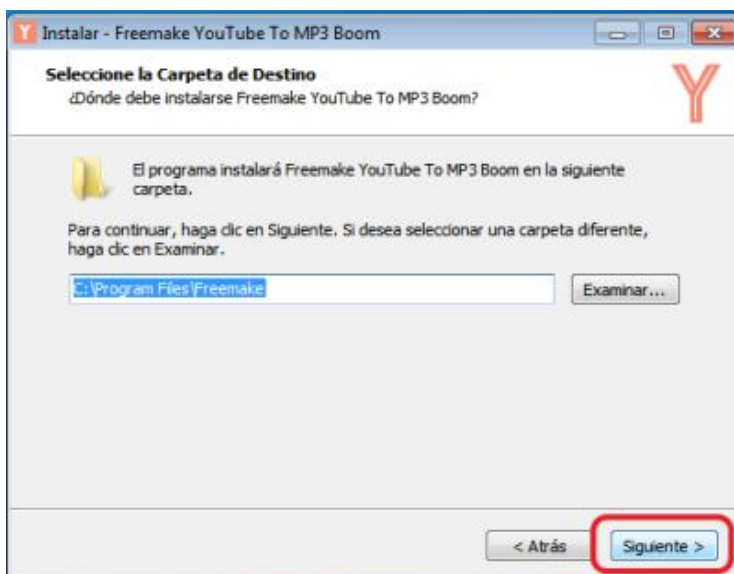 Instalar - Freemake YouTube To MP3 Boom
Seleccione la Carpeta de Destino
¿Dónde debe instalarse Freemake YouTube To MP3 Boom?
El programa instalará Freemake YouTube To MP3 Boom en la siguiente
carpeta.
Para continuar, haga clic en Siguiente. Si desea seleccionar una carpeta diferente,
haga clic en Examinar.
C:\Program Files\Freemake
Examinar...
< Atrás
Siguiente >